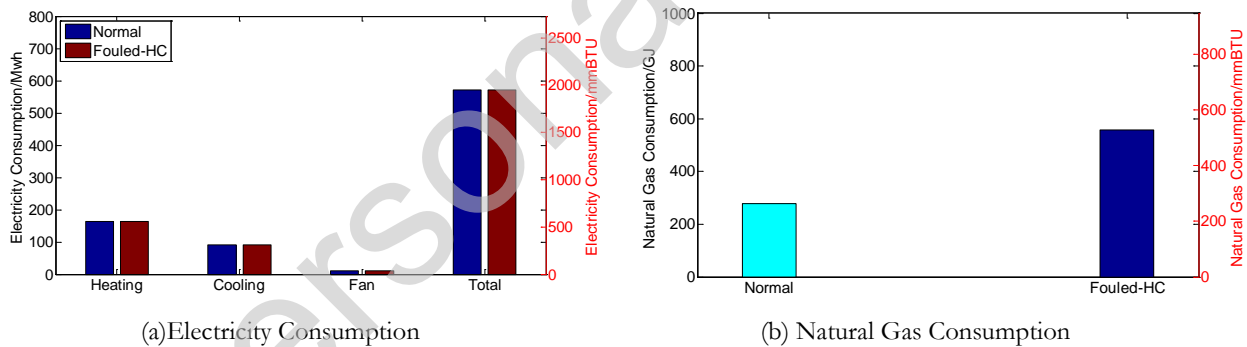 800
700
600
500
400
300
200
100
0
Electricity Consumption/Mwh
Normal
Fouled-HC
2500
2000
1500
1000
500
0
Electricity Consumption/mmBTU
Heating Cooling Fan Total
(a)Electricity Consumption
1000
800
600
400
200
0
Natural Gas Consumption/GJ
800
600
400
200
0
Natural Gas Consumption/mmBTU
Normal Fouled-HC
(b) Natural Gas Consumption
ersona